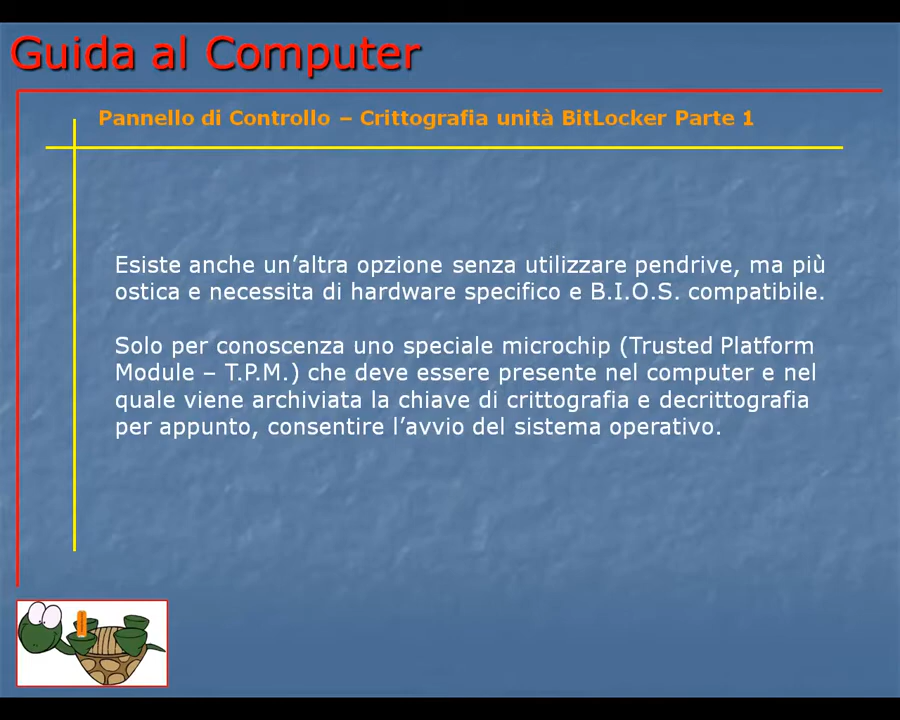 Guida al Computer
Pannello di Controllo – Crittografia unità BitLocker Parte 1
Esiste anche un’altra opzione senza utilizzare pendrive, ma più
ostica e necessita di hardware specifico e B.I.O.S. compatibile.
Solo per conoscenza uno speciale microchip (Trusted Platform
Module – T.P.M.) che deve essere presente nel computer e nel
quale viene archiviata la chiave di crittografia e decrittografia
per appunto, consentire l’avvio del sistema operativo.